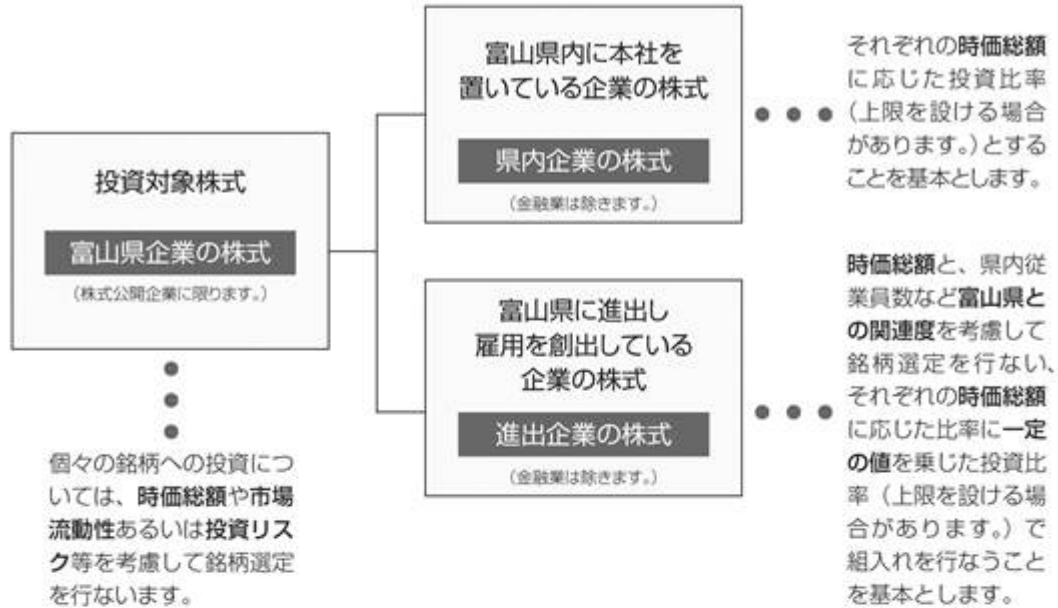 投資対象株式
富山県企業の株式
(株式公開企業に限ります。)
個々の銘柄への投資につ
いては、時価総額や市場
流動性あるいは投資リス
ク等を考慮して銘柄選定
を行ないます。
富山県内に本社を
置いている企業の株式
県内企業の株式
(金融業は除きます。)
それぞれの時価総額
に応じた投資比率
(上限を設ける場合
があります。)とする
ことを基本とします。
富山県に進出し
雇用を創出している
企業の株式
進出企業の株式
(金融業は除きます。)
時価総額と、県内従
業員数など富山県と
の関連度を考慮して
銘柄選定を行ない、
それぞれの時価総額
に応じた比率に一定
の値を乗じた投資比
率(上限を設ける場
合があります。)で
組入れを行なうこと
を基本とします。